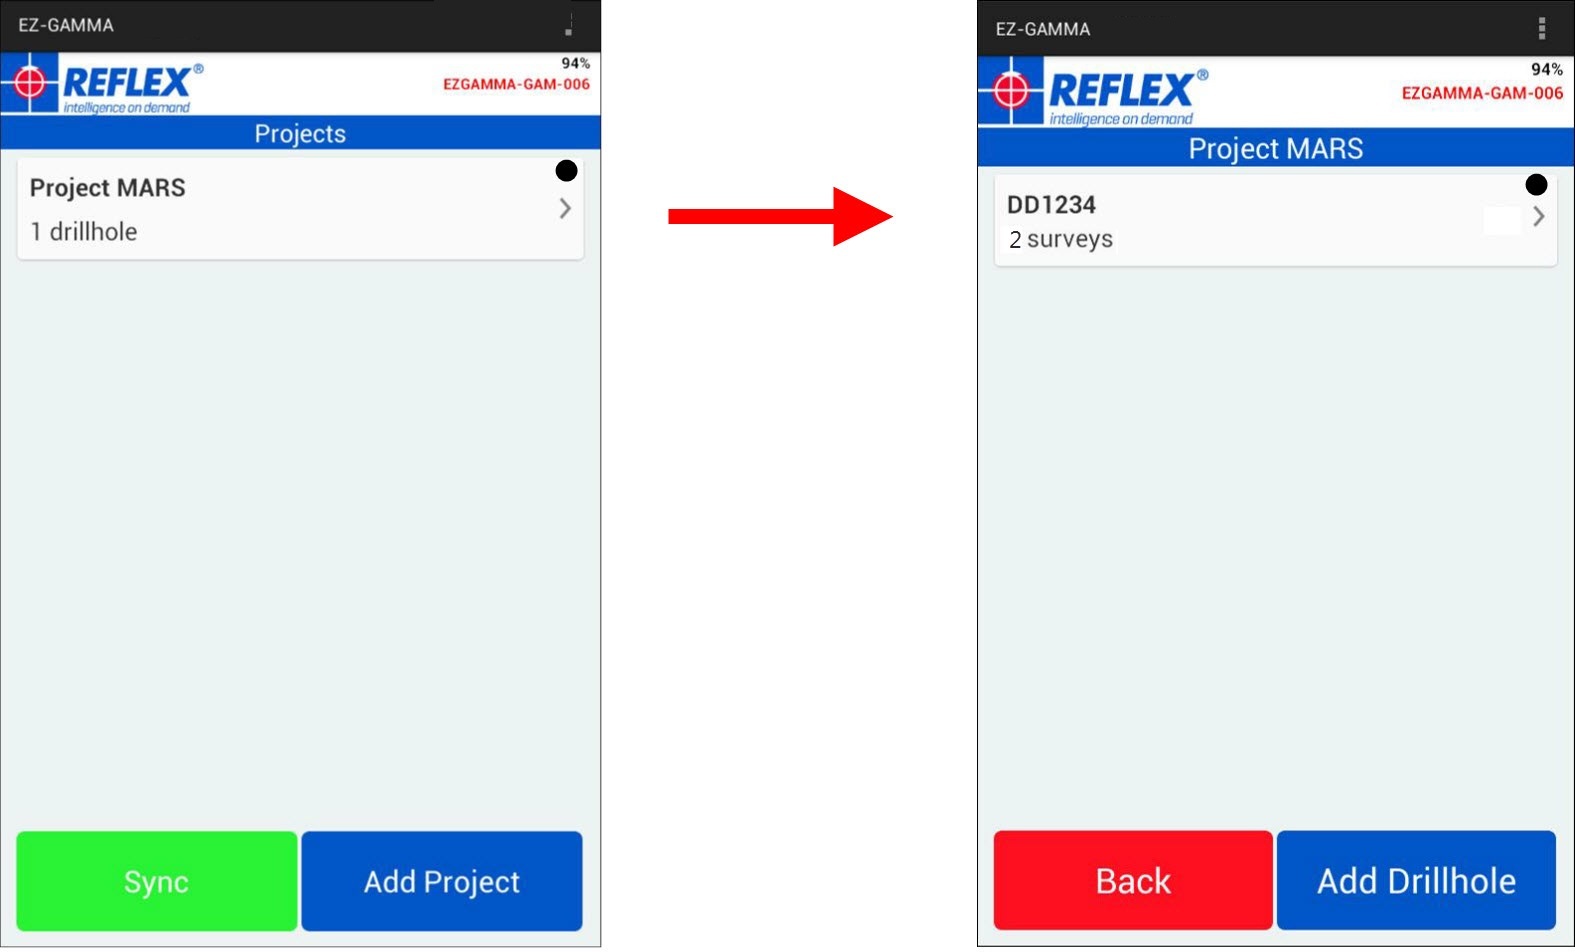 EZ-GAMMA
94%
REFLEX®
EZGAMMA-GAM-006
intelligence on demand
Projects
Project MARS
1 drillhole
Sync
Add Project
EZ-GAMMA
94%
REFLEX®
EZGAMMA-GAM-006
intelligence on demand
Project MARS
DD1234
2 surveys
Back
Add Drillhole